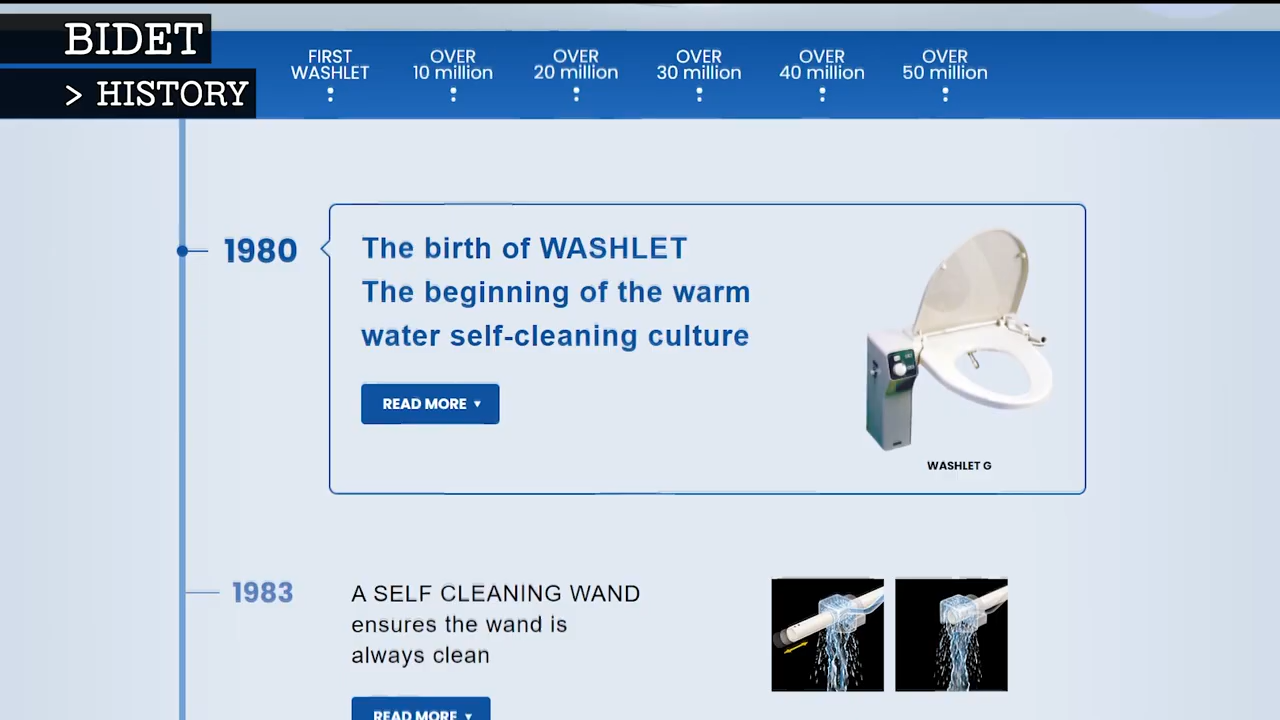 BIDET
> HISTORY
FIRST
WASHLET
OVER
10 million
OVER
20 million
OVER
30 million
OVER
40 million
OVER
50 million
1980
The birth of WASHLET
The beginning of the warm
water self-cleaning culture
READ MORE ▼
WASHLET G
1983
A SELF CLEANING WAND
ensures the wand is
always clean
READ MORE ▼